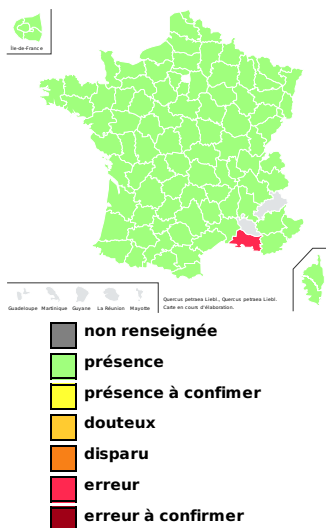 Île-de-France
Guadeloupe Martinique Guyane La Réunion Mayotte
Quercus petraea Liebl., Quercus petraea Liebl.
Carte en cours d'élaboration.
non renseignée
présence
présence à confimer
douteux
disparu
erreur
erreur à confirmer